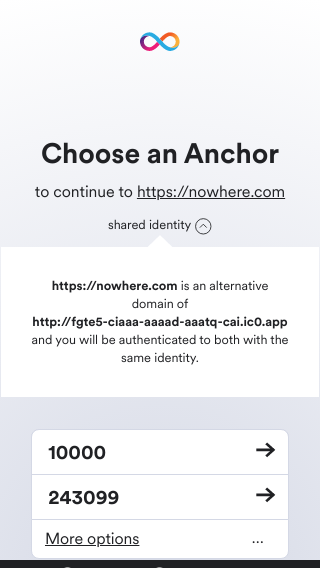 Choose an Anchor
to continue to https://nowhere.com
shared identity
https://nowhere.com is an alternative
domain of
http://fgte5-ciaaa-aaaad-aaatq-cai.ic0.app
and you will be authenticated to both with the
same identity.
10000
243099
More options
...